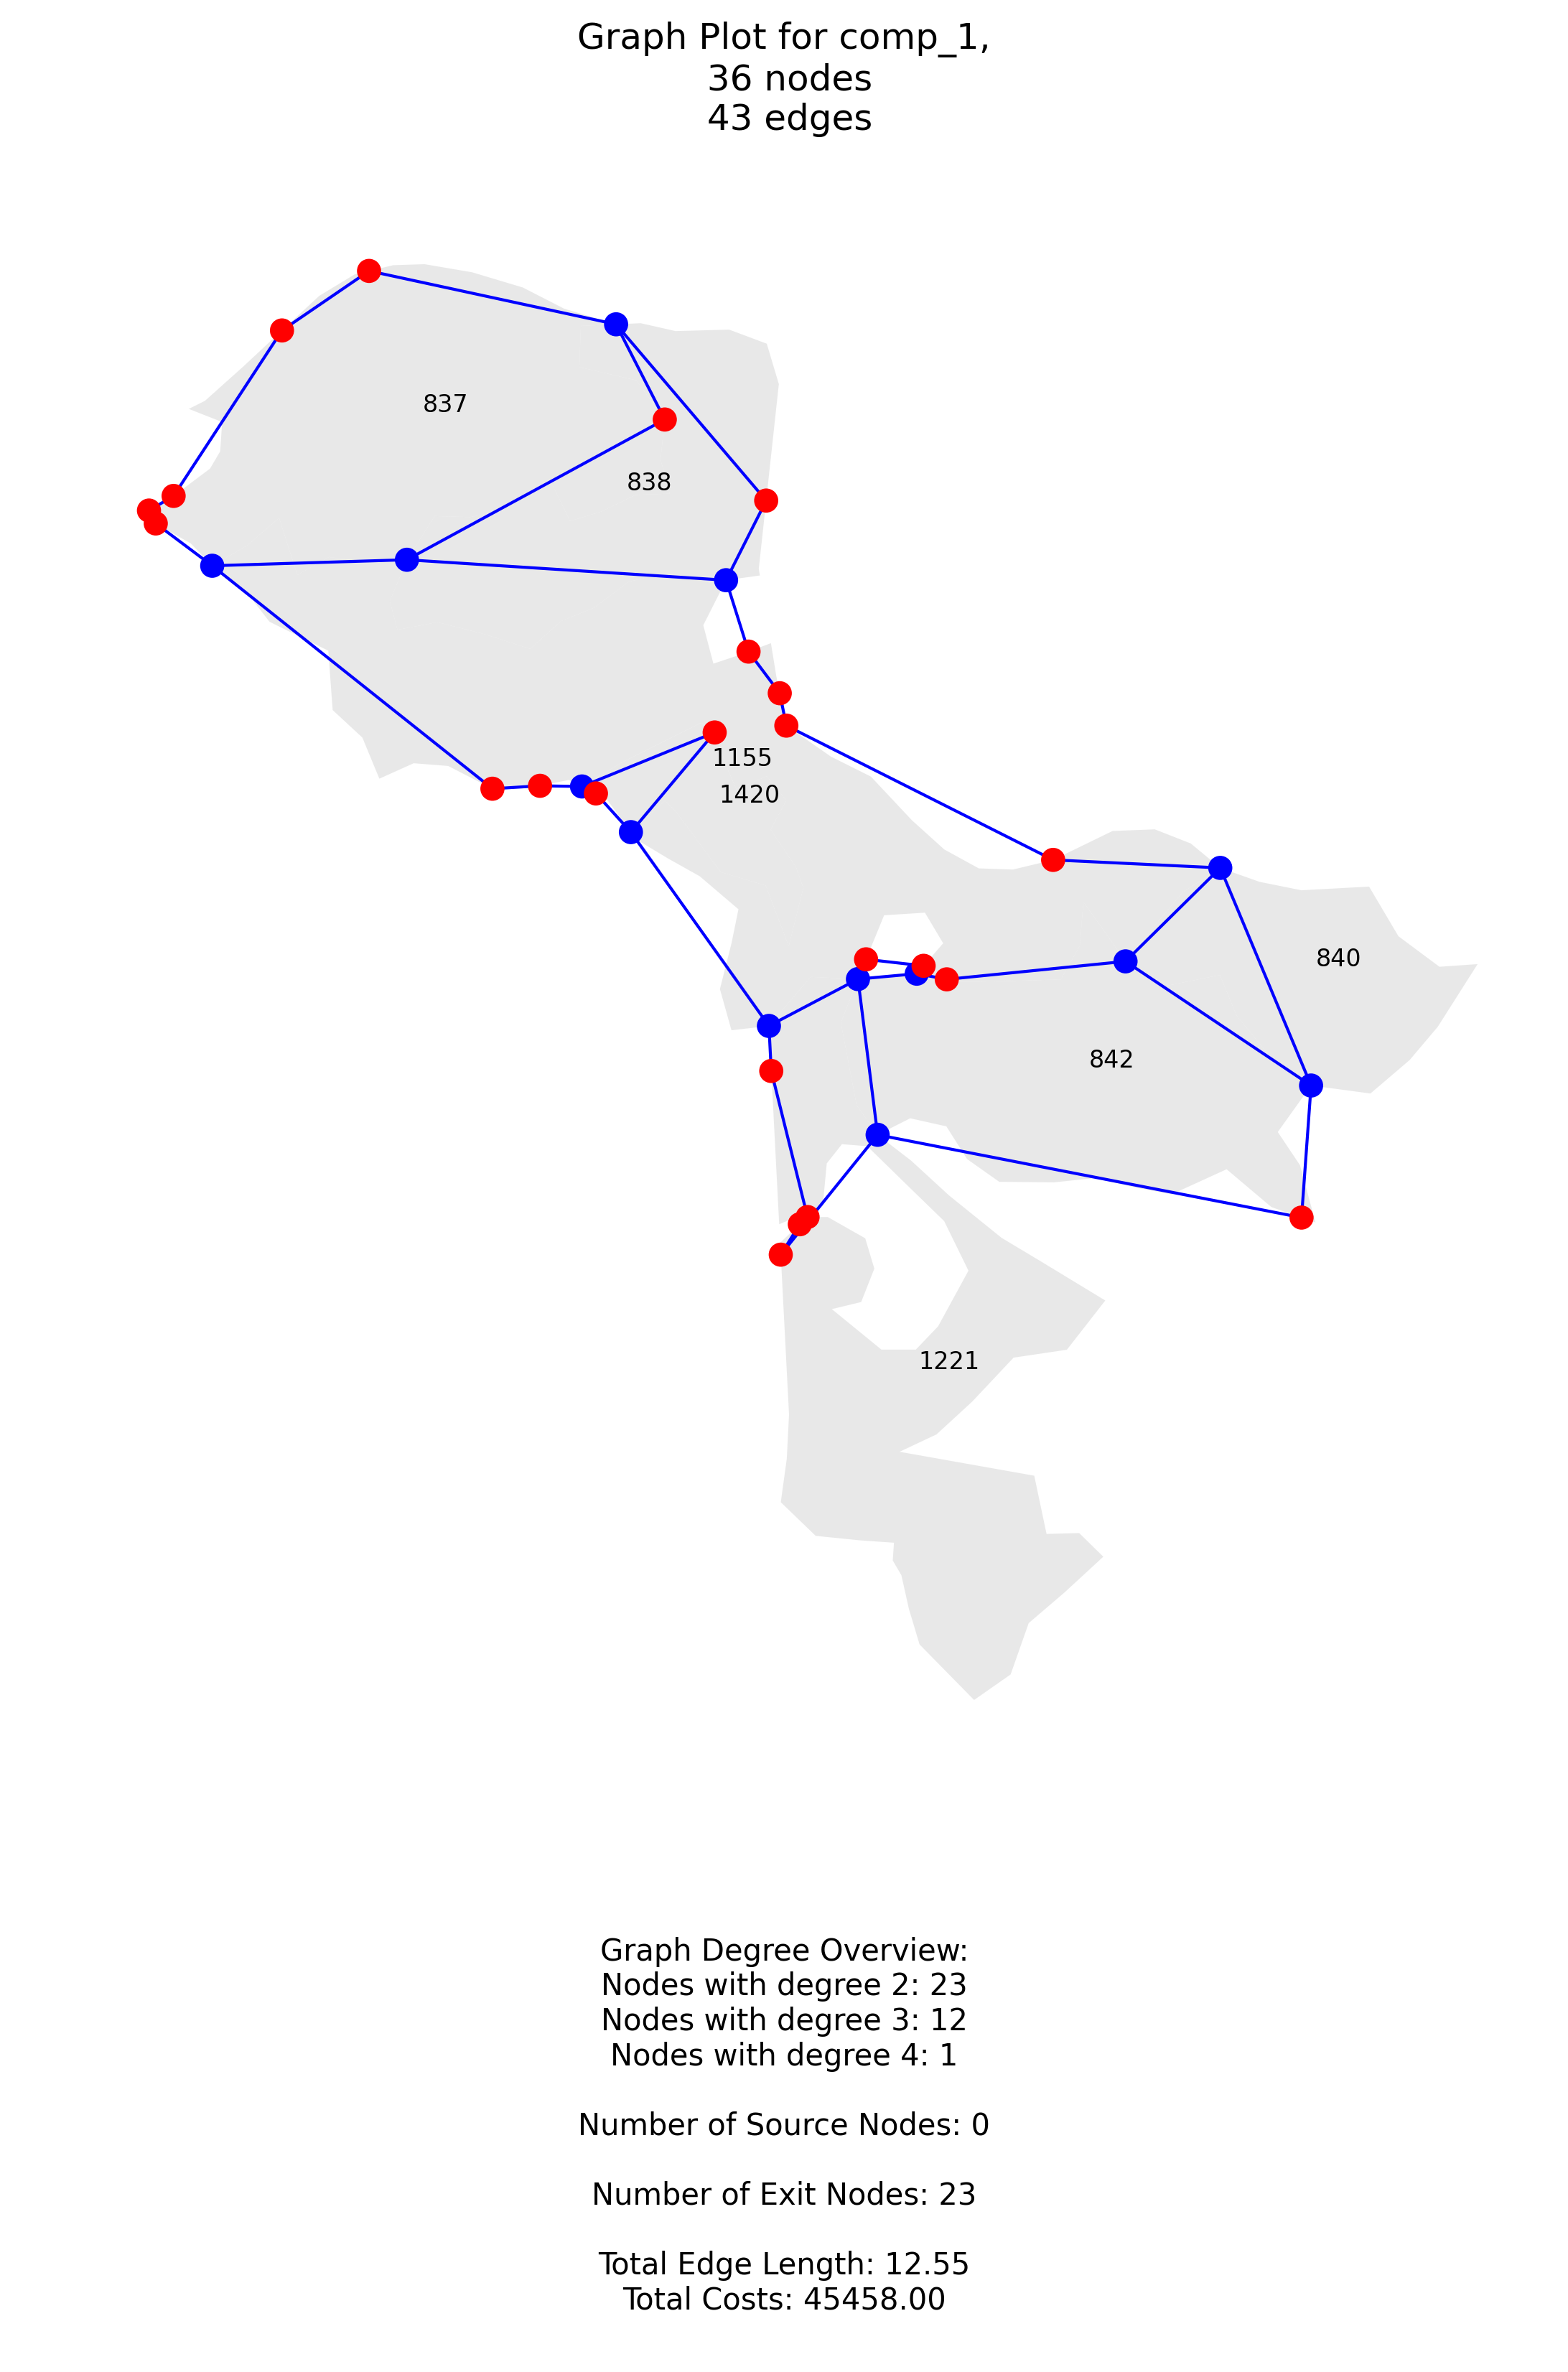 Graph Plot for comp_1,
36 nodes
43 edges
837
838
1155
1420
840
842
1221
Graph Degree Overview:
Nodes with degree 2: 23
Nodes with degree 3: 12
Nodes with degree 4: 1
Number of Source Nodes: 0
Number of Exit Nodes: 23
Total Edge Length: 12.55
Total Costs: 45458.00